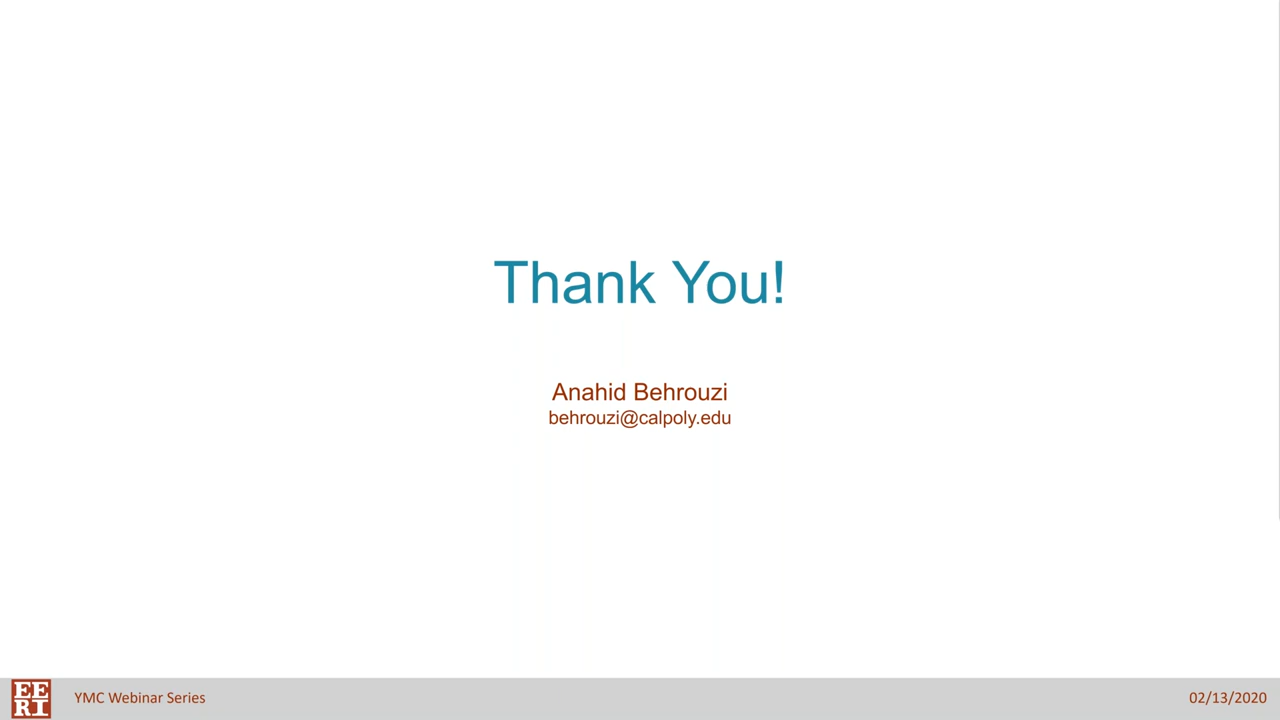 Thank You!
Anahid Behrouzi
behrouzi@calpoly.edu
EE
RI
YMC Webinar Series
02/13/2020